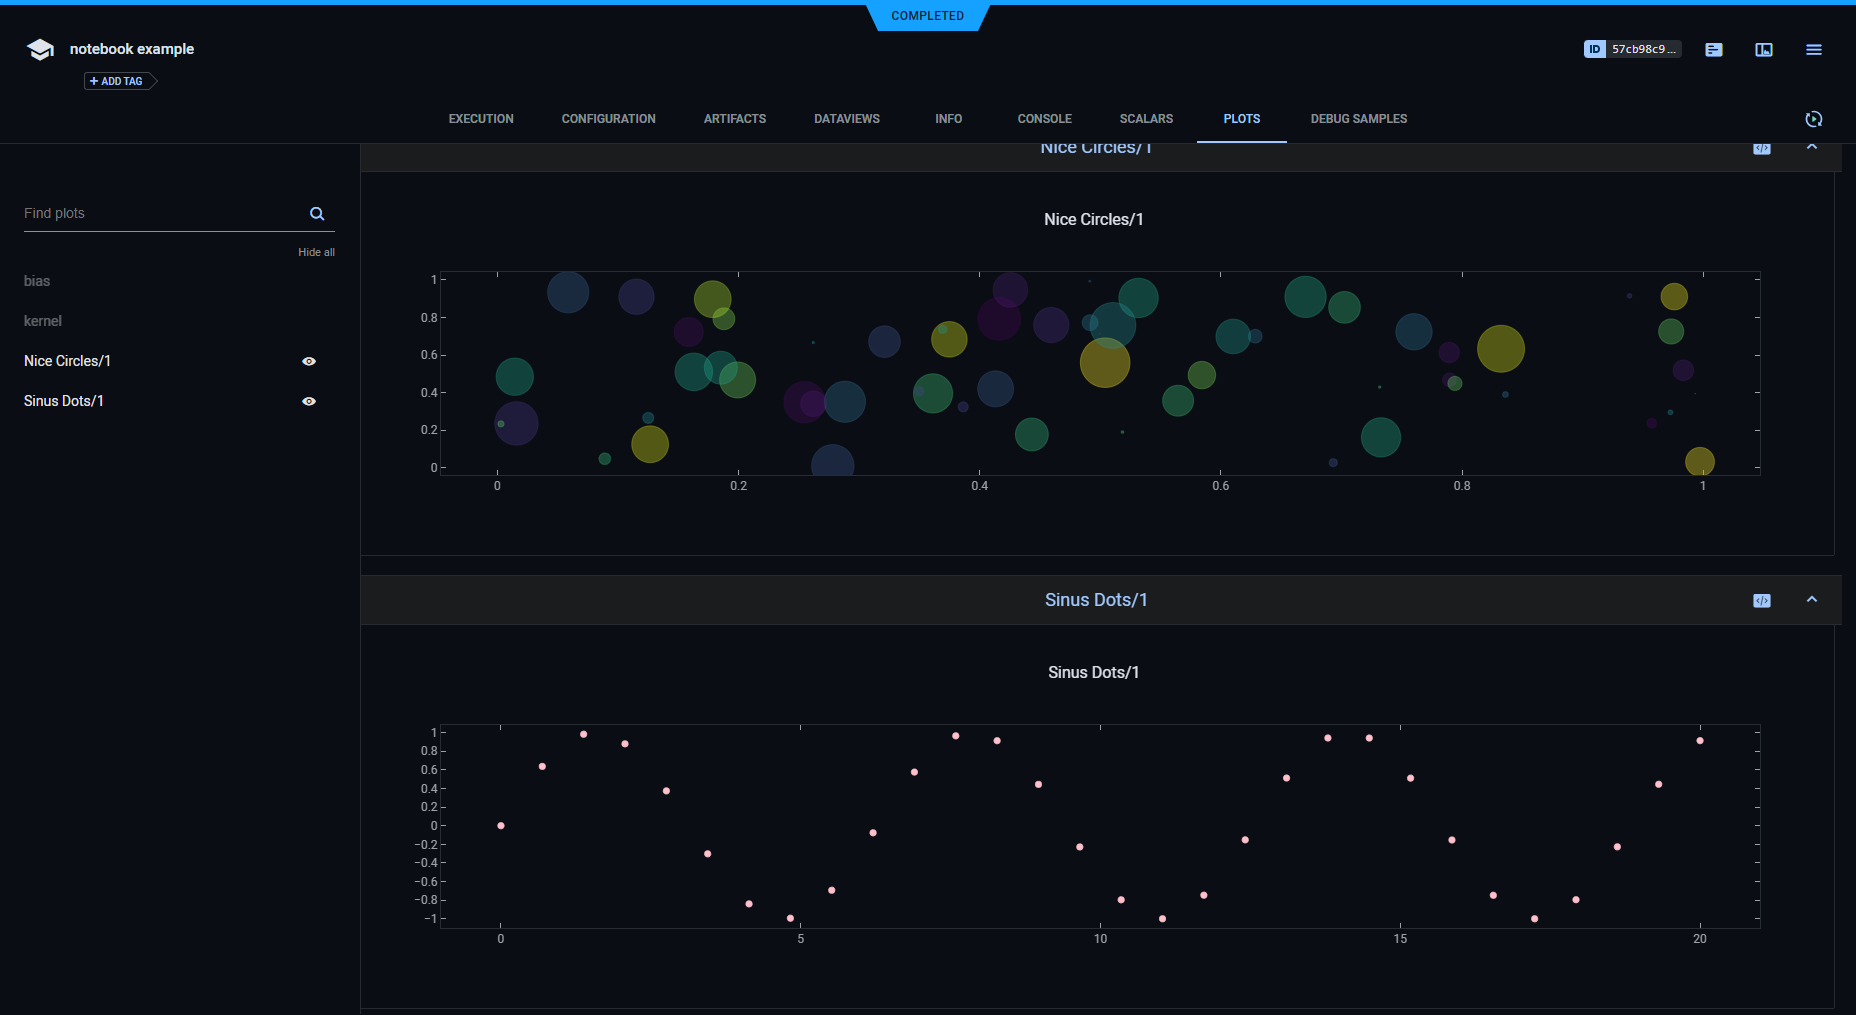 COMPLETED
notebook example
ID 57cb98c9 ...
+ ADD TAG
EXECUTION CONFIGURATION ARTIFACTS DATAVIEWS INFO CONSOLE SCALARS PLOTS DEBUG SAMPLES
Find plots
Hide all
bias
kernel
Nice Circles/1
Sinus Dots/1
Nice Circles/1
Nice Circles/1
1
0.8
0.6
0.4
0.2
0
0 0.2 0.4 0.6 0.8 1
Sinus Dots/1
Sinus Dots/1
1
0.8
0.6
0.4
0.2
0
−0.2
−0.4
−0.6
−0.8
−1
0 5 10 15 20